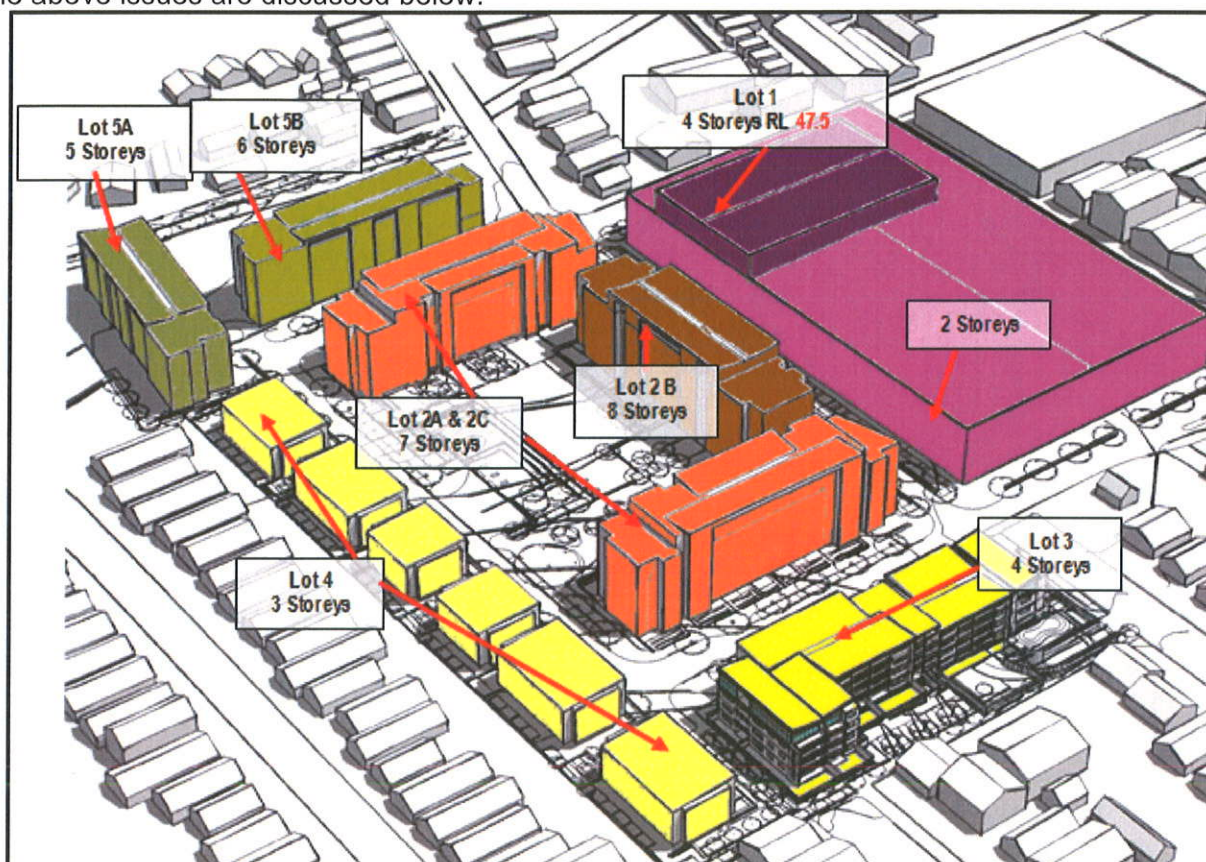 above issues are discussed below:
Lot 5A
5 Storeys
Lot 5B
6 Storeys
Lot 1
4 Storeys RL 47.5
2 Storeys
Lot 2 B
8 Storeys
Lot 2A & 2C
7 Storeys
Lot 3
4 Storeys
Lot 4
3 Storeys